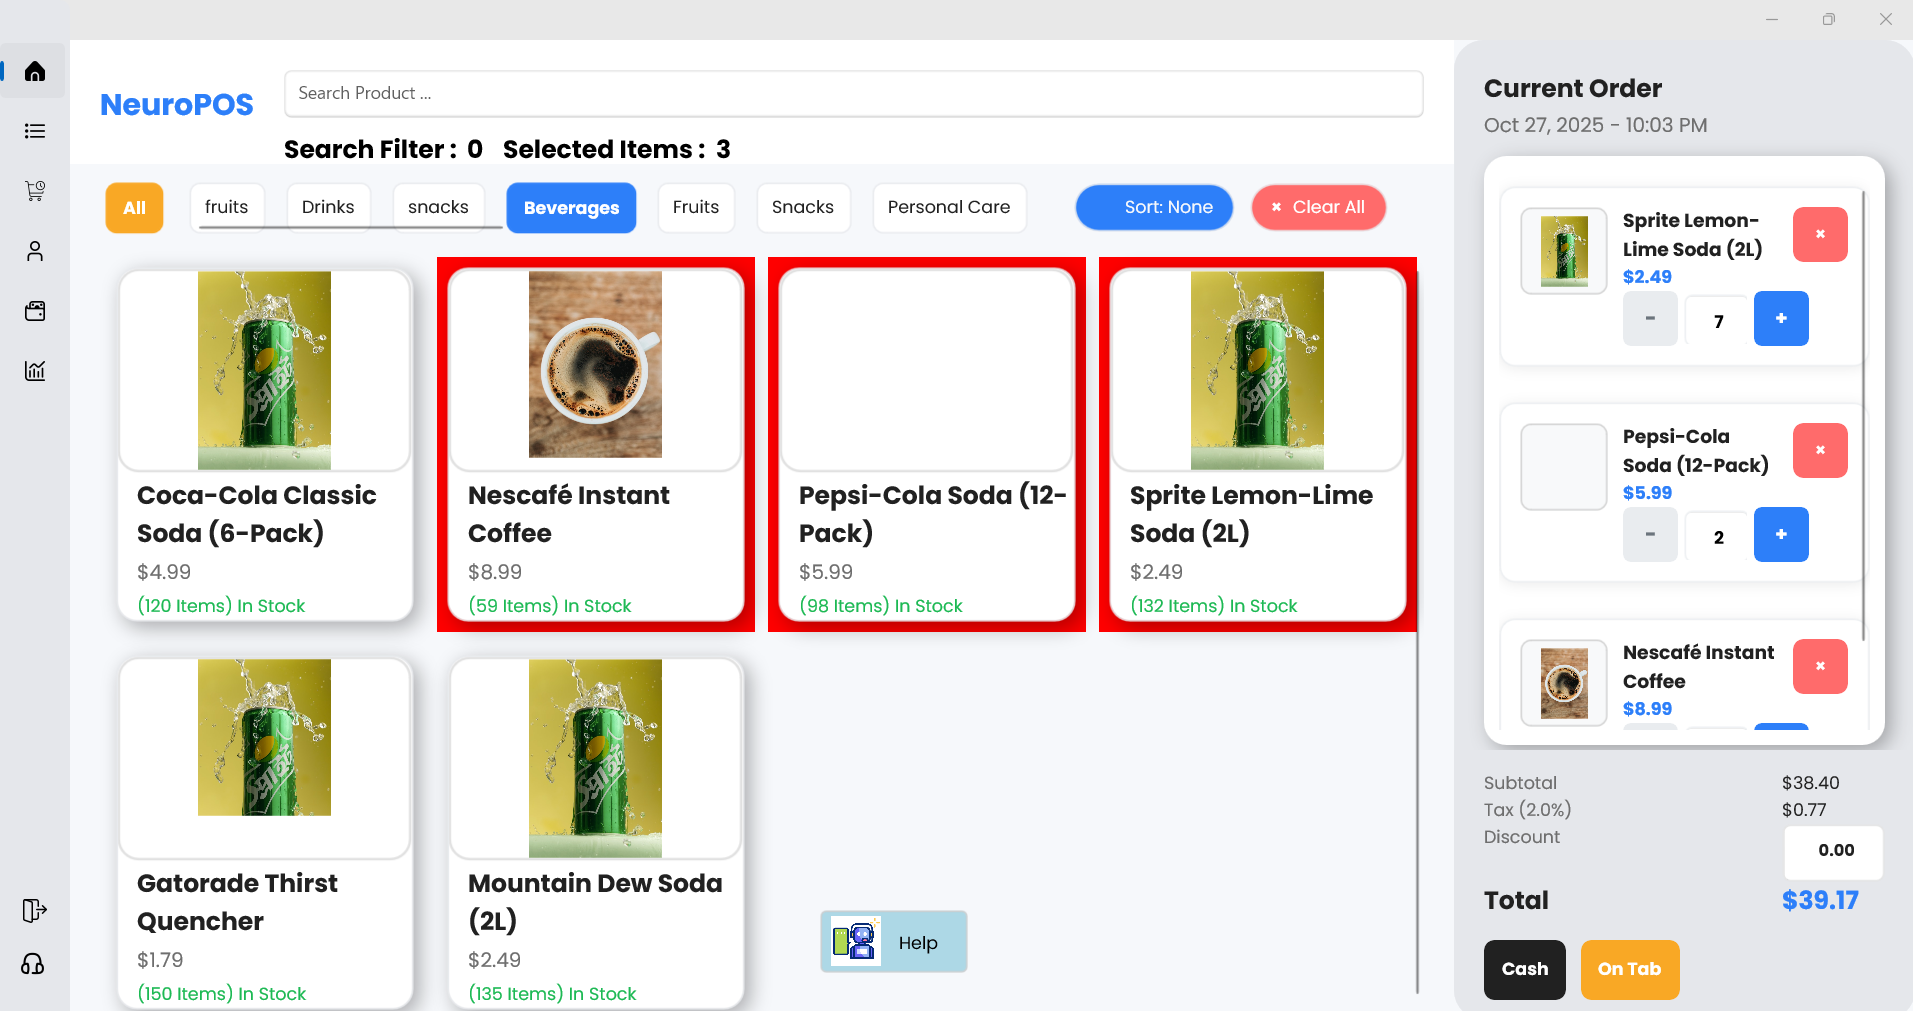 NeuroPOS
Search Product ...
Search Filter : 0 Selected Items : 3
All
fruits
Drinks
snacks
Beverages
Fruits
Snacks
Personal Care
Sort: None
× Clear All
Coca-Cola Classic
Soda (6-Pack)
$4.99
(120 Items) In Stock
Nescafé Instant
Coffee
$8.99
(59 Items) In Stock
Pepsi-Cola Soda (12-
Pack)
$5.99
(98 Items) In Stock
Sprite Lemon-Lime
Soda (2L)
$2.49
(132 Items) In Stock
Gatorade Thirst
Quencher
$1.79
(150 Items) In Stock
Mountain Dew Soda
(2L)
$2.49
(135 Items) In Stock
Help
Current Order
Oct 27, 2025 - 10:03 PM
Sprite Lemon-
Lime Soda (2L)
×
$2.49
- 7 +
Pepsi-Cola
Soda (12-Pack)
×
$5.99
- 2 +
Nescafé Instant
Coffee
×
$8.99
Subtotal $38.40
Tax (2.0%) $0.77
Discount 0.00
Total $39.17
Cash
On Tab